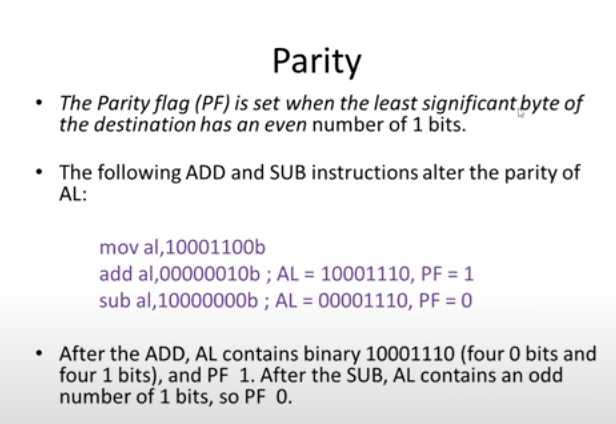 Parity
• The Parity flag (PF) is set when the least significant byte of
the destination has an even number of 1 bits.
• The following ADD and SUB instructions alter the parity of
AL:
mov al,10001100b
add al,00000010b ; AL = 10001110, PF = 1
sub al,10000000b ; AL = 00001110, PF = 0
• After the ADD, AL contains binary 10001110 (four 0 bits and
four 1 bits), and PF 1. After the SUB, AL contains an odd
number of 1 bits, so PF 0.